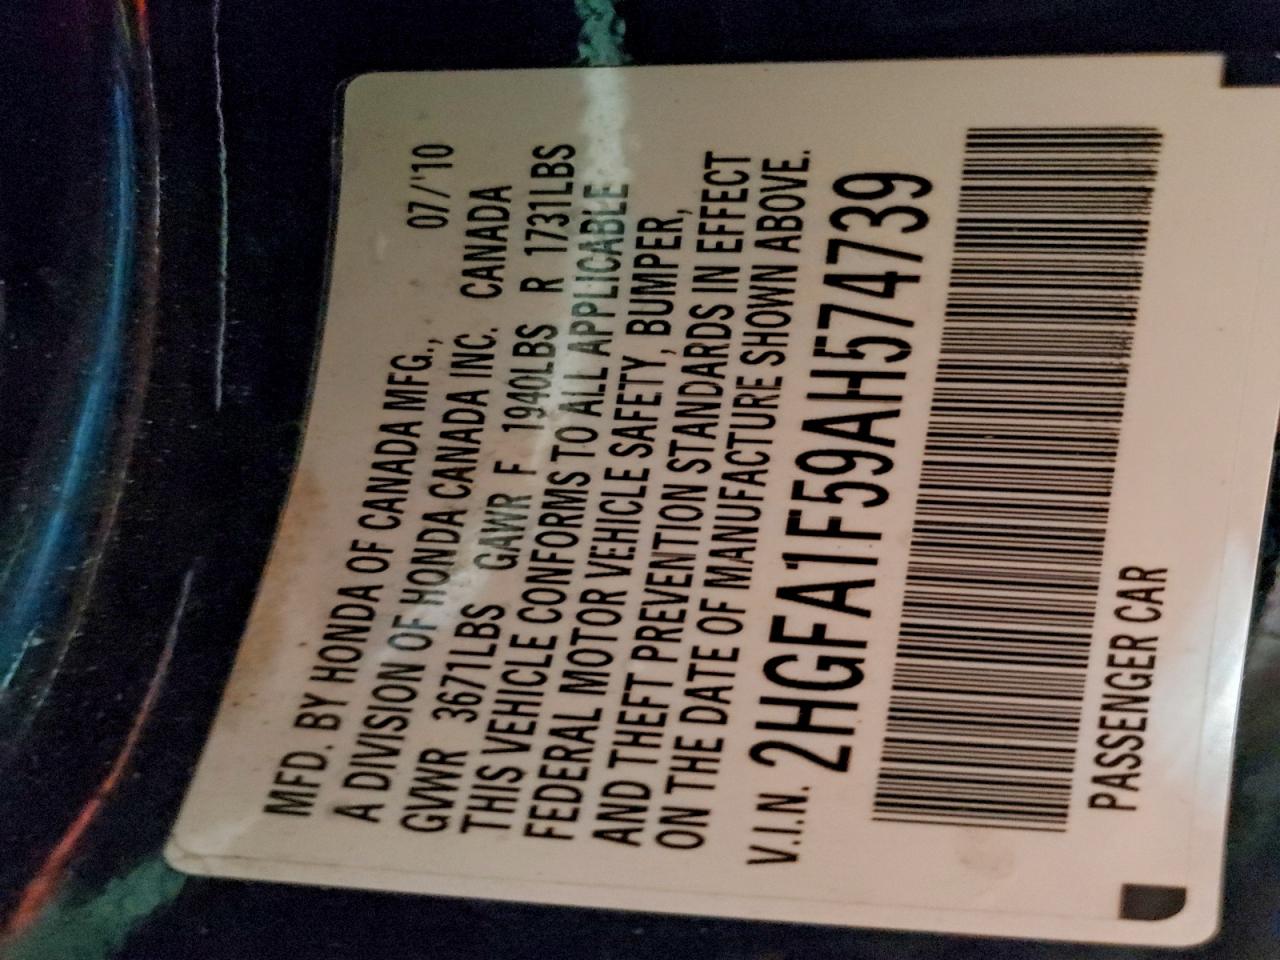 MFD. BY HONDA OF CANADA MFG., 07/'10
A DIVISION OF HONDA CANADA INC. CANADA
GVWR 3671LBS GAWR F 1940LBS R 1731LBS
THIS VEHICLE CONFORMS TO ALL APPLICABLE
FEDERAL MOTOR VEHICLE SAFETY, BUMPER,
AND THEFT PREVENTION STANDARDS IN EFFECT
ON THE DATE OF MANUFACTURE SHOWN ABOVE.
V.I.N. 2HGFA1F59AH574739
PASSENGER CAR